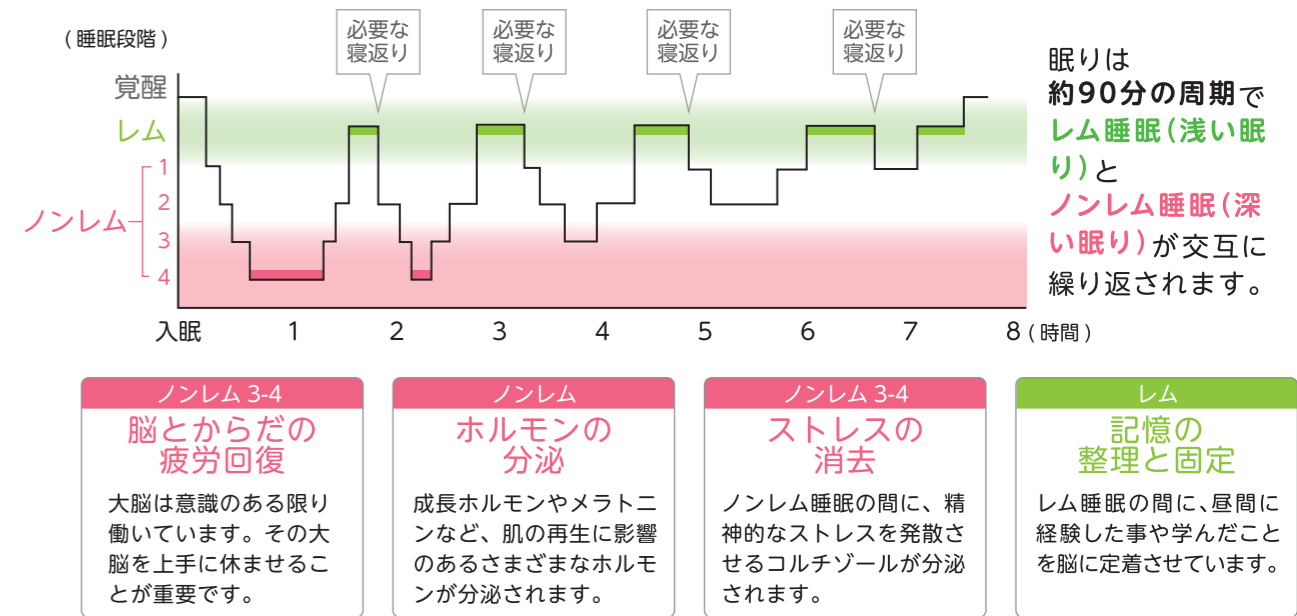 (睡眠段階)
必要な
寝返り
必要な
寝返り
必要な
寝返り
必要な
寝返り
覚醒
レム
ノンレム
1
2
3
4
入眠 1 2 3 4 5 6 7 8 (時間)
眠りは
約90分の周期で
レム睡眠(浅い眠
り)と
ノンレム睡眠(深
い眠り)が交互に
繰り返されます。
ノンレム 3-4
脳とからだの
疲労回復
大脳は意識のある限り
働いています。その大
脳を上手に休ませるこ
とが重要です。
ノンレム
ホルモンの
分泌
成長ホルモンやメラトニ
ンなど、肌の再生に影響
のあるさまざまなホルモ
ンが分泌されます。
ノンレム 3-4
ストレスの
消去
ノンレム睡眠の間に、精
神的なストレスを発散さ
せるコルチゾールが分泌
されます。
レム
記憶の
整理と固定
レム睡眠の間に、昼間に
経験した事や学んだこと
を脳に定着させています。